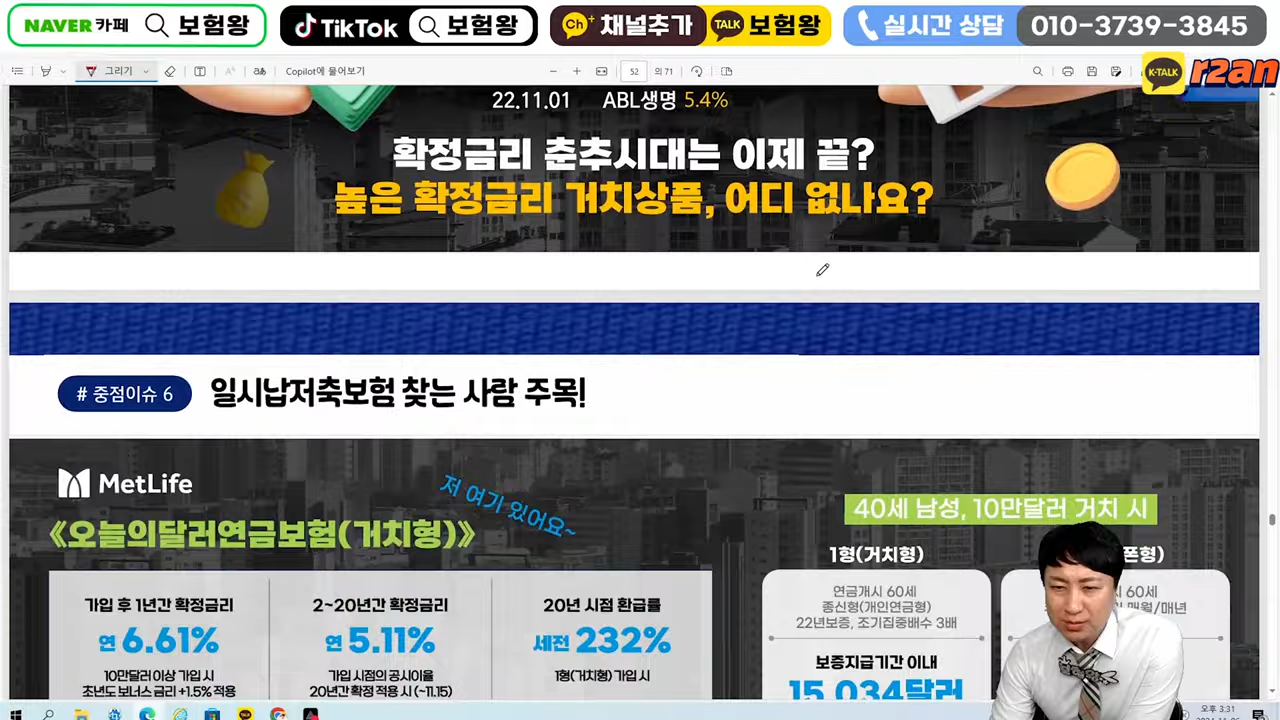 NAVER 카페 보험왕
TikTok 보험왕
Ch+ 채널추가 TALK 보험왕
실시간 상담 010-3739-3845
그리기
Copilot에 물어보기
52 의 71
K-TALK r2an
22.11.01 ABL생명 5.4%
확정금리 춘추시대는 이제 끝?
높은 확정금리 거치상품, 어디 없나요?
# 중점이슈 6 일시납저축보험 찾는 사람 주목!
MetLife
저 여기 있어요~
《오늘의달러연금보험(거치형)》
가입 후 1년간 확정금리
연 6.61%
10만달러 이상 가입 시
초년도 보너스 금리 +1.5% 적용
2~20년간 확정금리
연 5.11%
가입 시점의 공시이율
20년간 확정 적용 시 (~11.15)
20년 시점 환급률
세전 232%
1형(거치형) 가입 시
40세 남성, 10만달러 거치 시
1형(거치형)
연금개시 60세
종신형(개인연금형)
22년보증, 조기집중배수 3배
보증지급기간 이내
15,034달러
폰형)
60세
매월/매년
오후 3:31